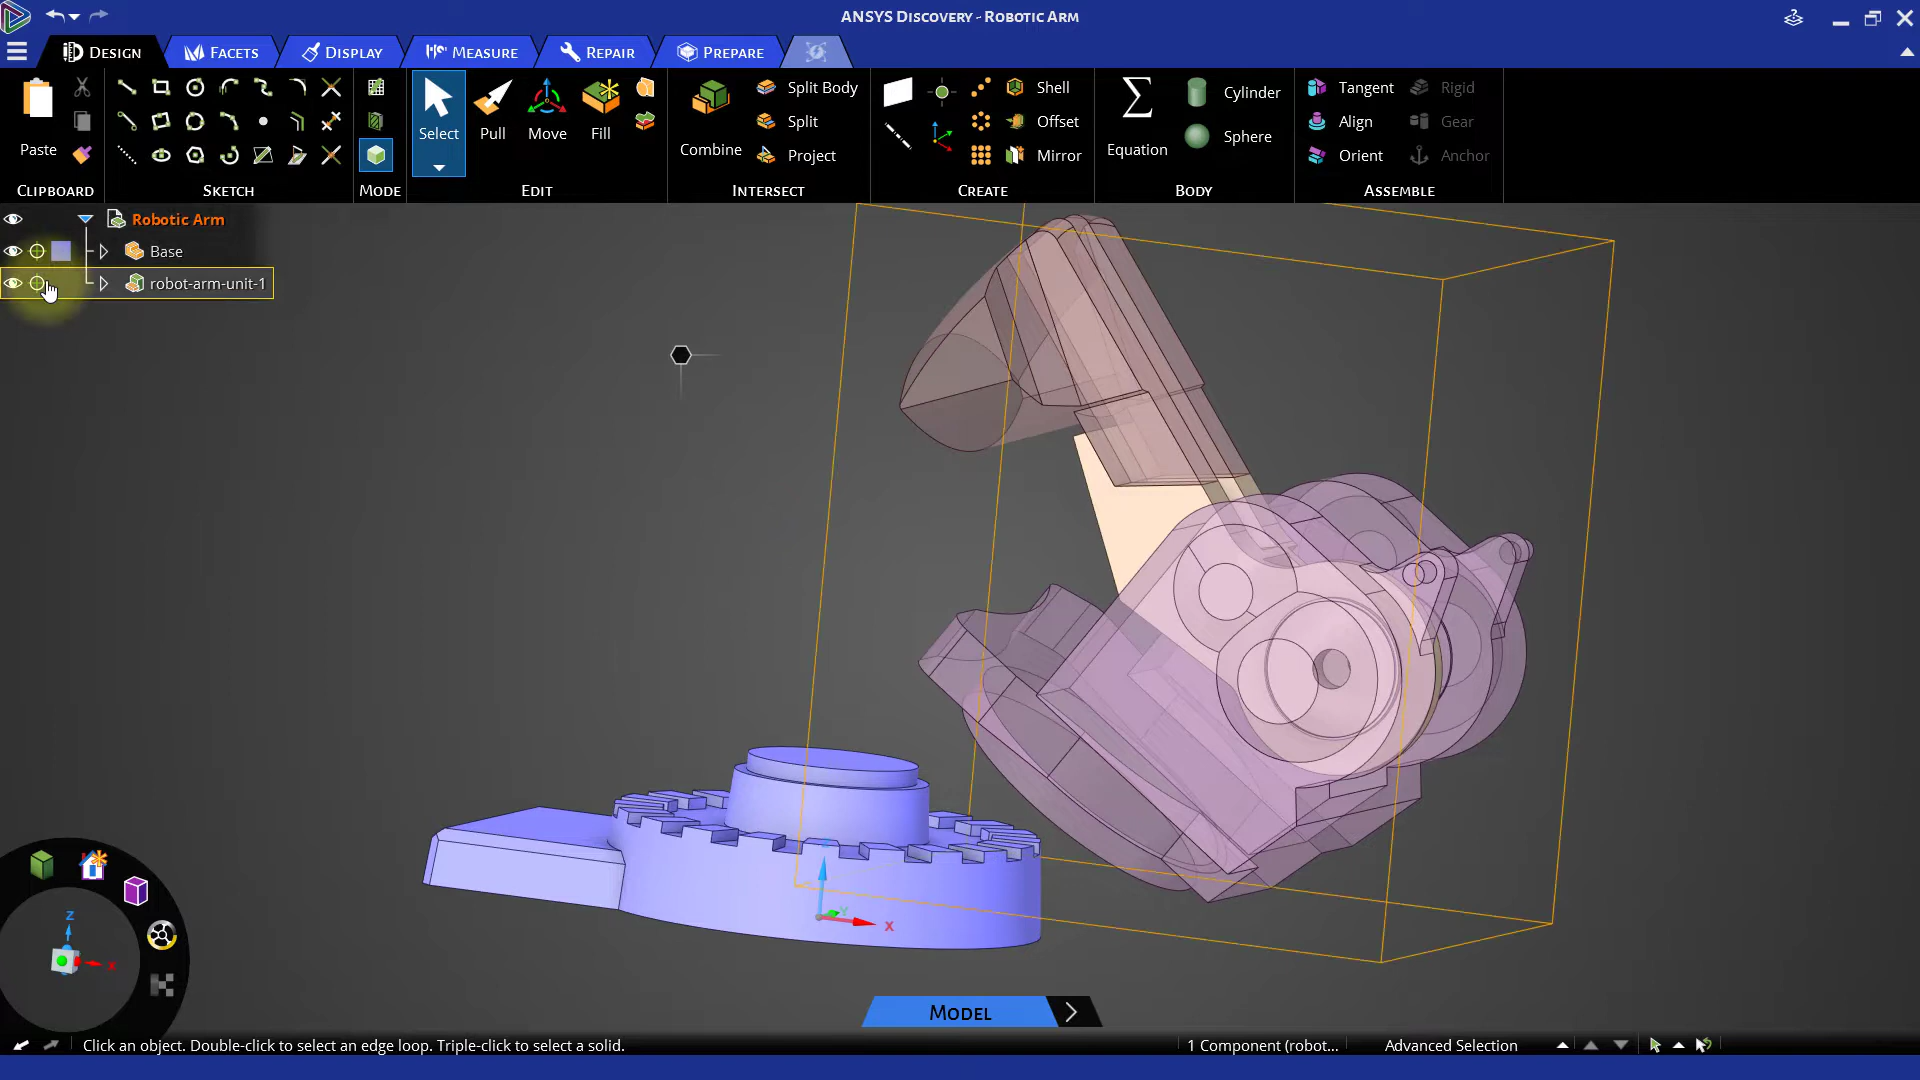 ANSYS Discovery - Robotic Arm
Design
Facets
Display
Measure
Repair
Prepare
Paste
Clipboard
Sketch
Mode
Select
Pull
Move
Fill
Edit
Combine
Split Body
Split
Project
Intersect
Shell
Offset
Mirror
Create
Equation
Cylinder
Sphere
Body
Tangent
Align
Orient
Rigid
Gear
Anchor
Assemble
Robotic Arm
Base
robot-arm-unit-1
Z
Y
X
Z
X
Model
Click an object. Double-click to select an edge loop. Triple-click to select a solid.
1 Component (robot...
Advanced Selection